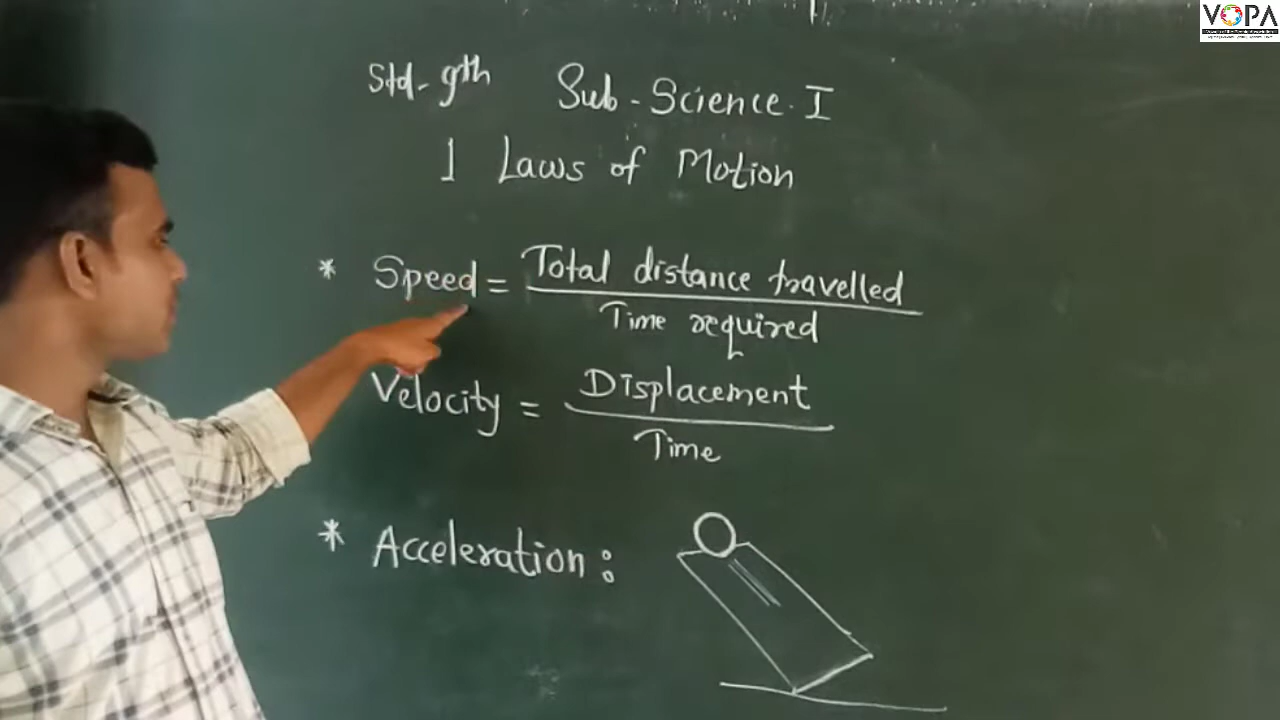 VOPA
Std - 9th Sub - Science - I
1 Laws of Motion
* Speed = Total distance travelled
Time required
Velocity = Displacement
Time
* Acceleration :